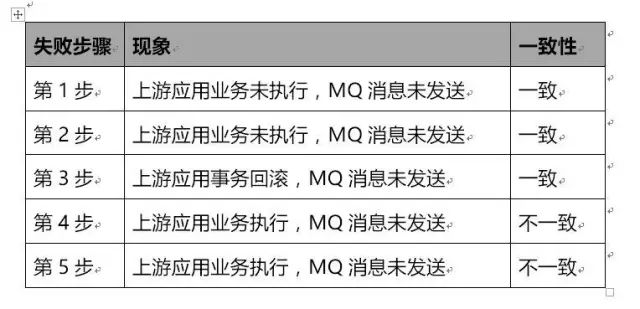 失败步骤 现象 一致性
第 1 步 上游应用业务未执行，MQ 消息未发送 一致
第 2 步 上游应用业务未执行，MQ 消息未发送 一致
第 3 步 上游应用事务回滚，MQ 消息未发送 一致
第 4 步 上游应用业务执行，MQ 消息未发送 不一致
第 5 步 上游应用业务执行，MQ 消息未发送 不一致